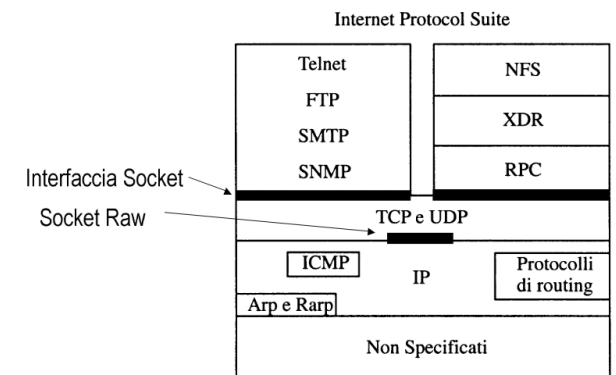 Internet Protocol Suite
Telnet
FTP
SMTP
SNMP
NFS
XDR
RPC
Interfaccia Socket
Socket Raw
TCP e UDP
ICMP
IP
Protocolli
di routing
Arp e Rarp
Non Specificati